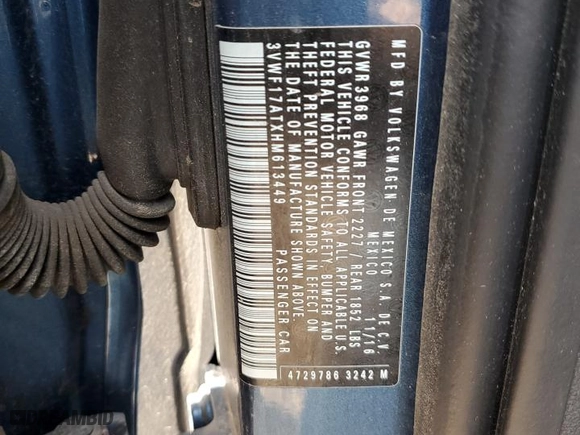 MFD BY VOLKSWAGEN DE MEXICO S.A. DE C.V.
MEXICO 11/16
GVWR 3968 GAWR FRONT 2227 / REAR 1852 LBS
THIS VEHICLE CONFORMS TO ALL APPLICABLE U.S.
FEDERAL MOTOR VEHICLE SAFETY, BUMPER AND
THEFT PREVENTION STANDARDS IN EFFECT ON
THE DATE OF MANUFACTURE SHOWN ABOVE.
3VWF17ATXHM613449 PASSENGER CAR
4729786 3242 M